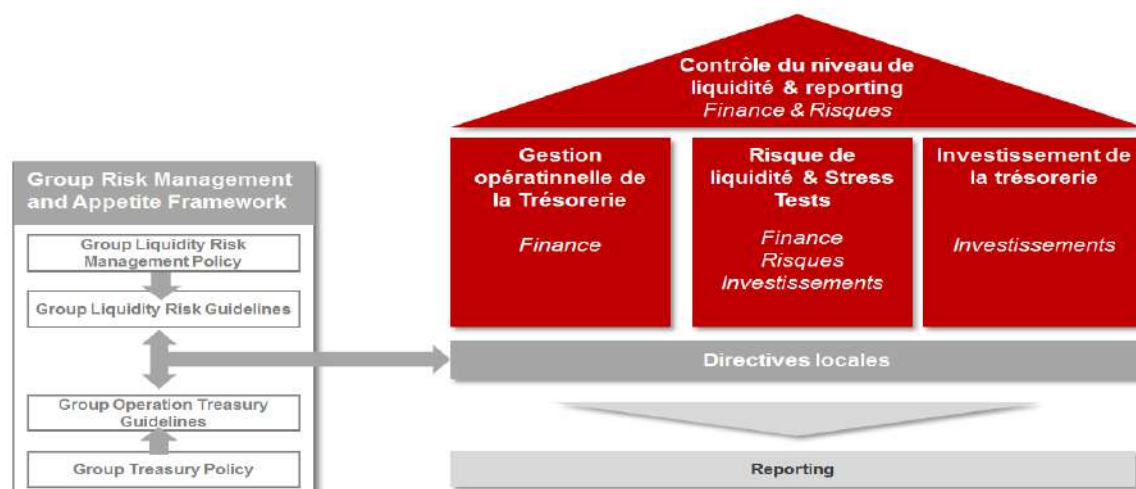 Group Risk Management
and Appetite Framework
Group Liquidity Risk
Management Policy
Group Liquidity Risk Guidelines
Group Operation Treasury
Guidelines
Group Treasury Policy
Contrôle du niveau de
liquidité & reporting
Finance & Risques
Gestion
opératinnelle de
la Trésorerie
Finance
Risque de
liquidité & Stress
Tests
Finance
Risques
Investissements
Investissement de
la trésorerie
Investissements
Directives locales
Reporting